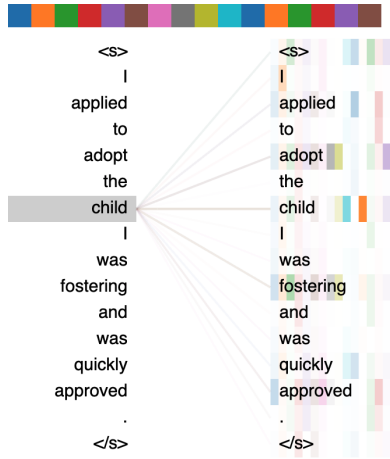 <s> <s>
I I
applied applied
to to
adopt adopt
the the
child child
I I
was was
fostering fostering
and and
was was
quickly quickly
approved approved
. .
</s> </s>